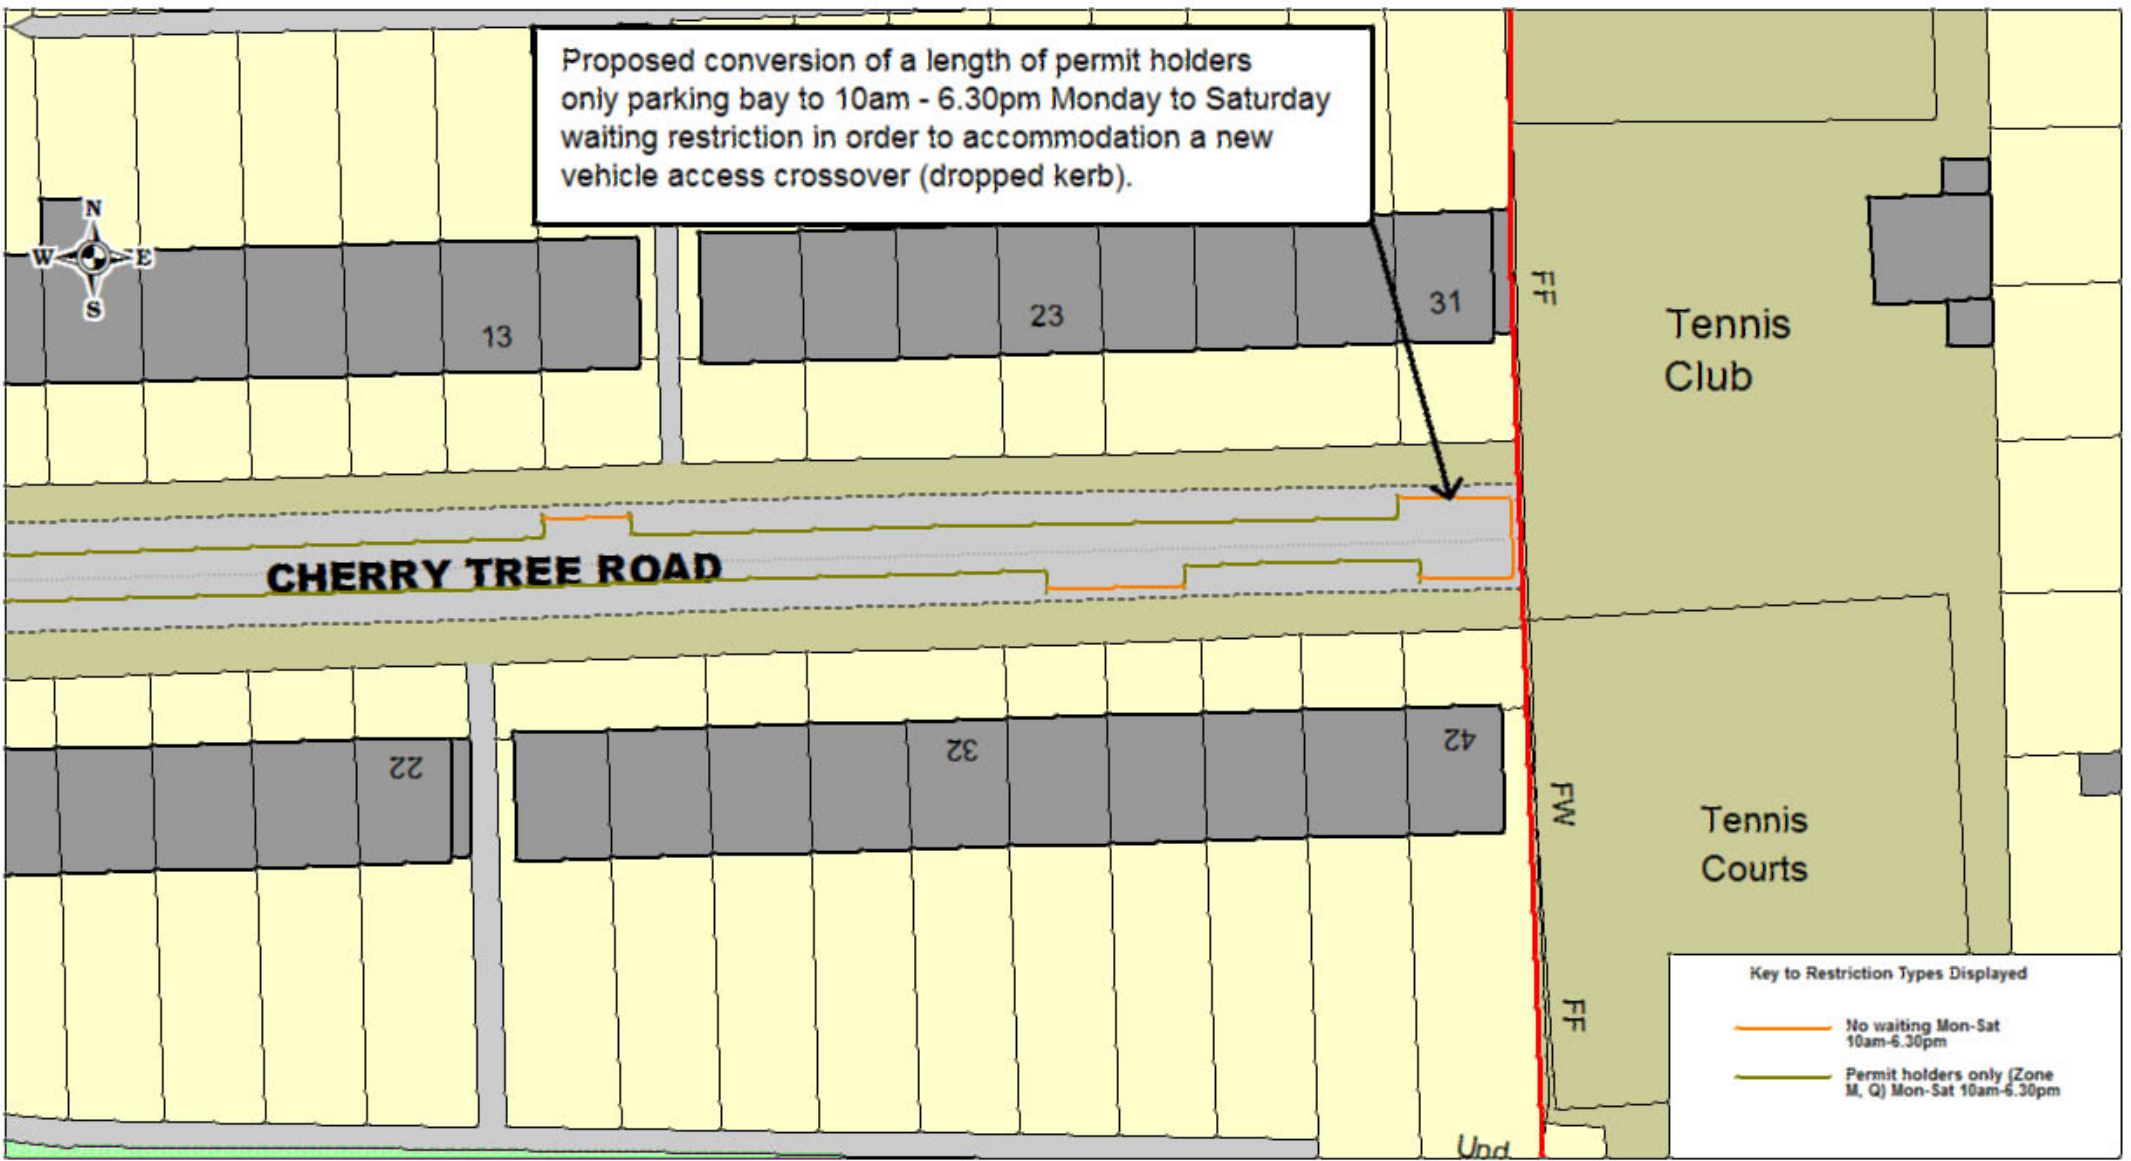 Proposed conversion of a length of permit holders
only parking bay to 10am - 6.30pm Monday to Saturday
waiting restriction in order to accommodation a new
vehicle access crossover (dropped kerb).
N
W E
S
13
23
31
FF
Tennis
Club
CHERRY TREE ROAD
22
32
42
FW
Tennis
Courts
FF
Key to Restriction Types Displayed
No waiting Mon-Sat
10am-6.30pm
Permit holders only (Zone
M, Q) Mon-Sat 10am-6.30pm
Und